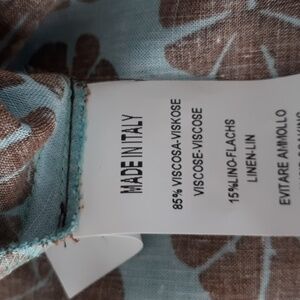 MADE IN ITALY
85% VISCOSA-VISKOSE
VISCOSE-VISCOSE
15%LINO-FLACHS
LINEN-LIN
EVITARE AMMOLLO